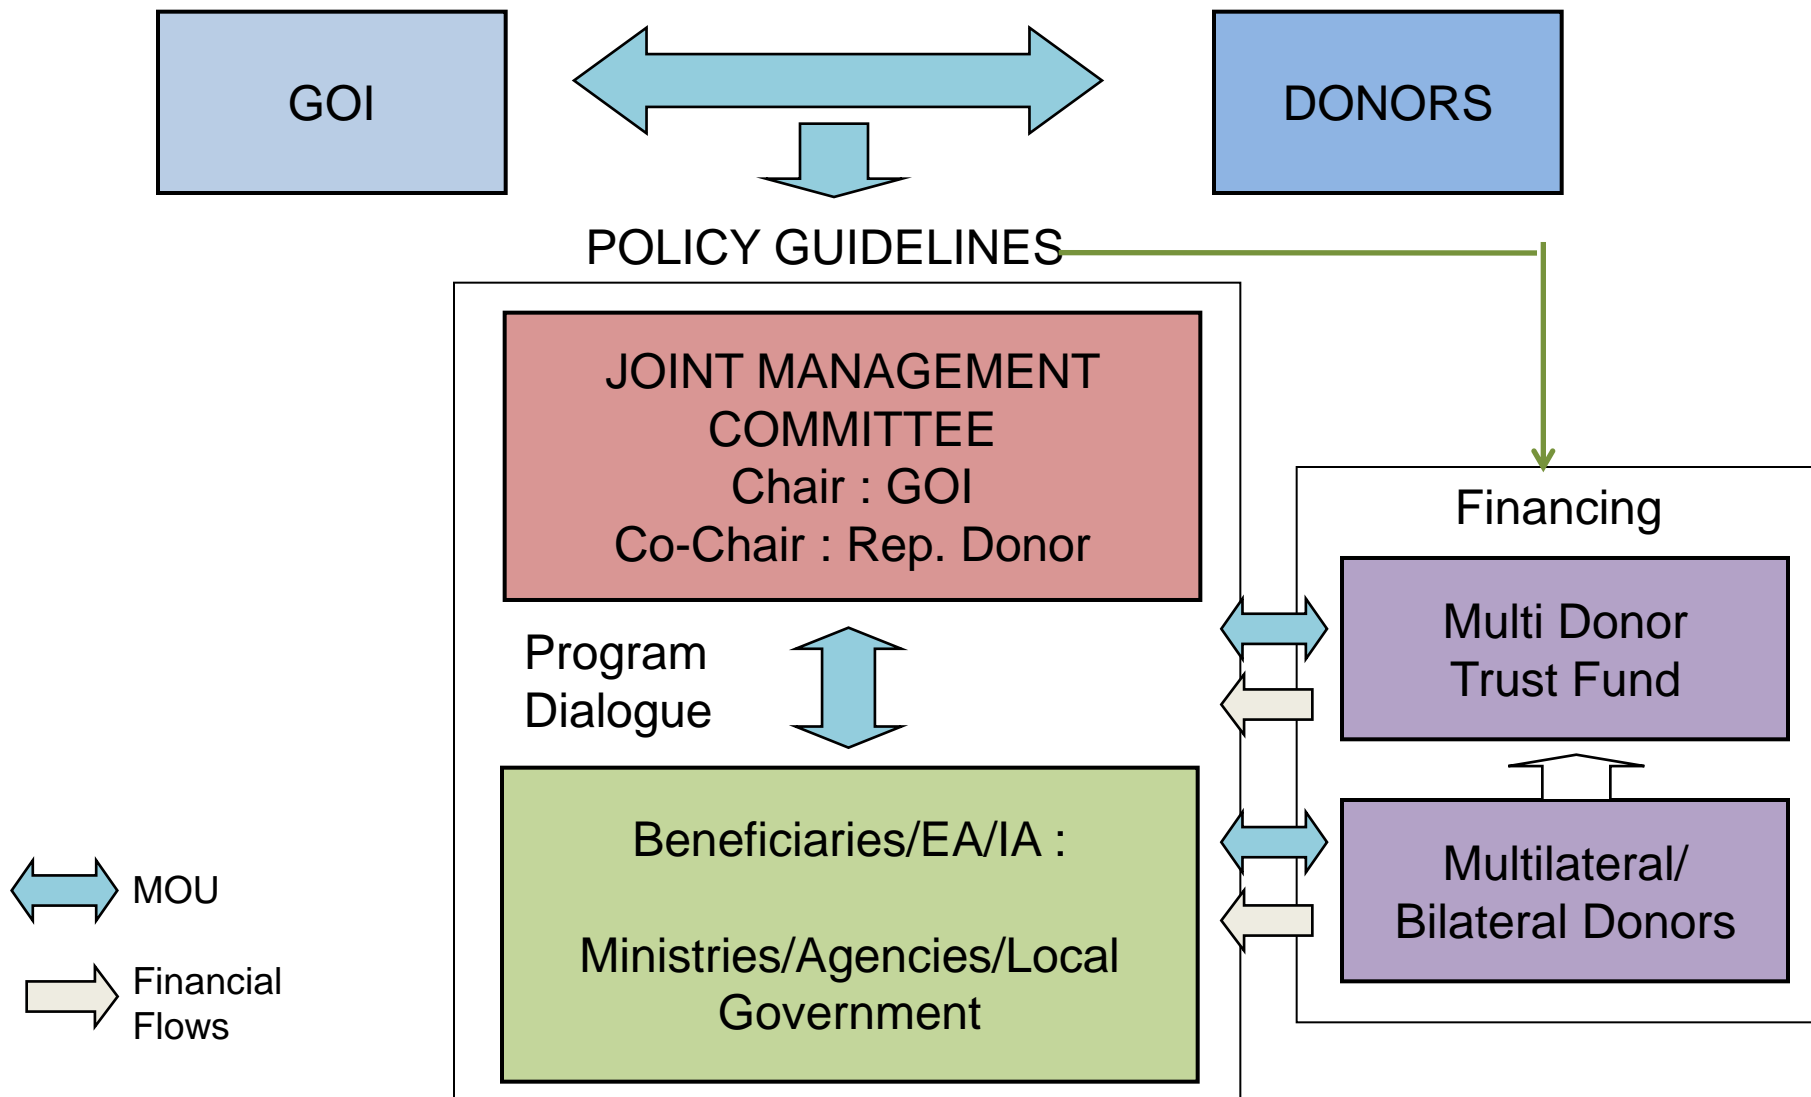 GOI
DONORS
POLICY GUIDELINES
JOINT MANAGEMENT
COMMITTEE
Chair : GOI
Co-Chair : Rep. Donor
Program
Dialogue
Beneficiaries/EA/IA :
Ministries/Agencies/Local
Government
Financing
Multi Donor
Trust Fund
Multilateral/
Bilateral Donors
MOU
Financial
Flows